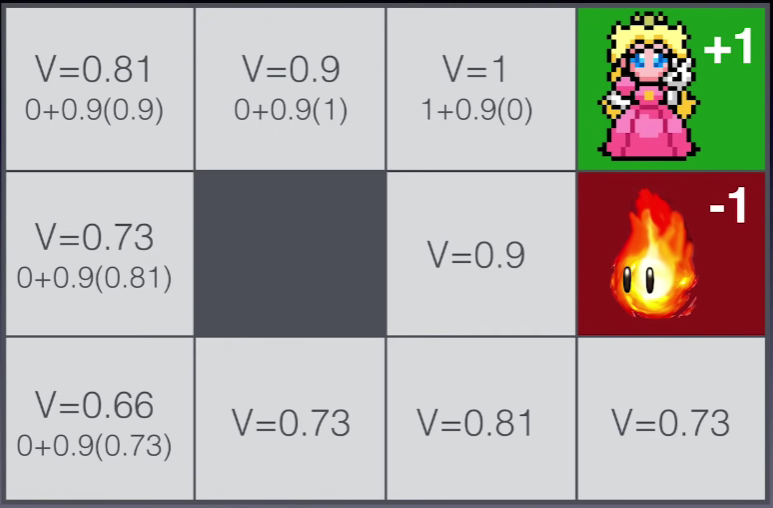 V=0.81
0+0.9(0.9)
V=0.9
0+0.9(1)
V=1
1+0.9(0)
+1
V=0.73
0+0.9(0.81)
V=0.9
-1
V=0.66
0+0.9(0.73)
V=0.73
V=0.81
V=0.73